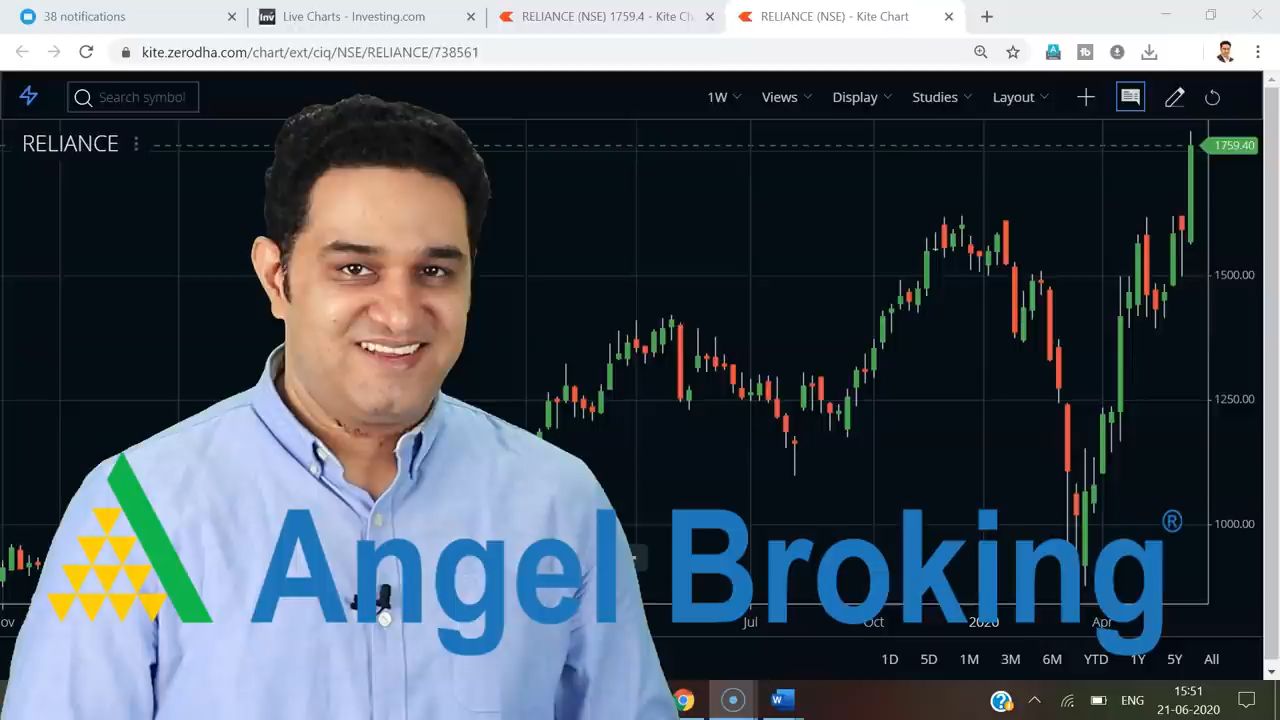 38 notifications
Inv
Live Charts - Investing.com
RELIANCE (NSE) 1759.4 - Kite C
RELIANCE (NSE) - Kite Chart
kite.zerodha.com/chart/ext/ciq/NSE/RELIANCE/738561
tb
Search symbol
1W
Views
Display
Studies
Layout
RELIANCE
1759.40
1500.00
1250.00
1000.00
Angel Broking®
ov
Jul
Oct
2020
Apr
1D 5D 1M 3M 6M YTD 1Y 5Y All
W
ENG
15:51
21-06-2020